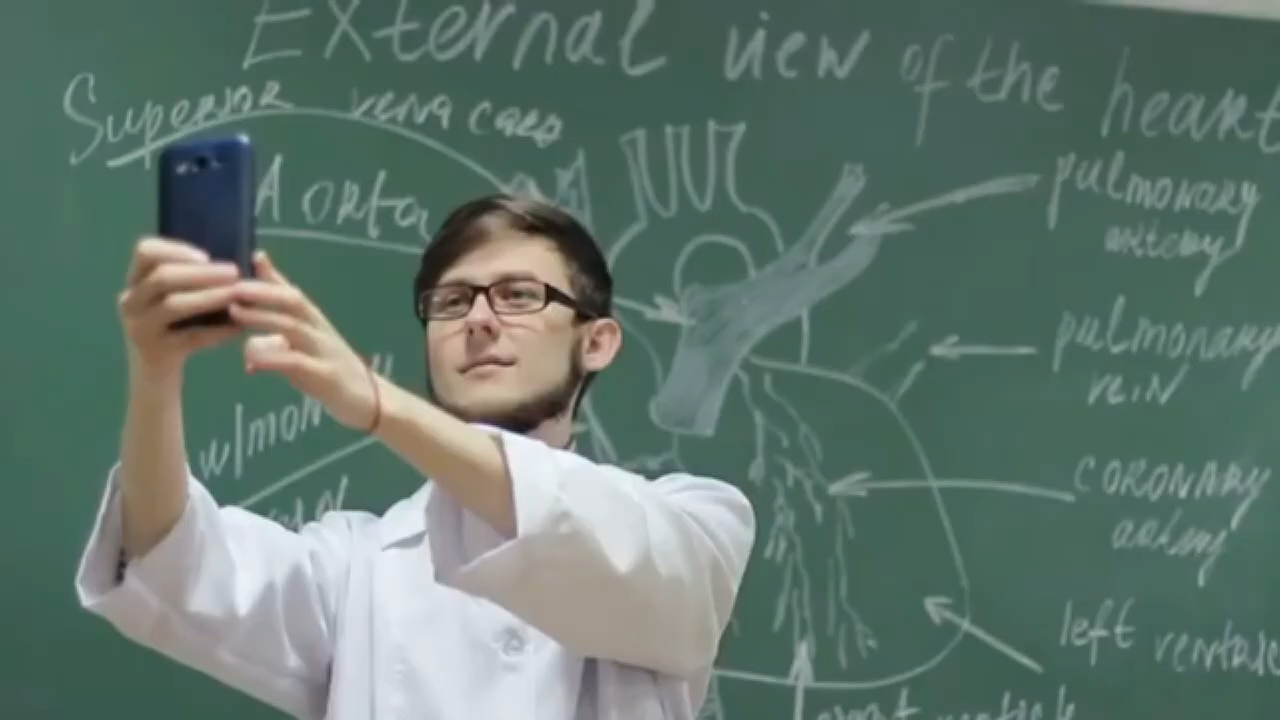 External view of the heart
Superior vena cava
Aorta
pulmonary
artery
pulmonary
vein
coronary
artery
left ventricle